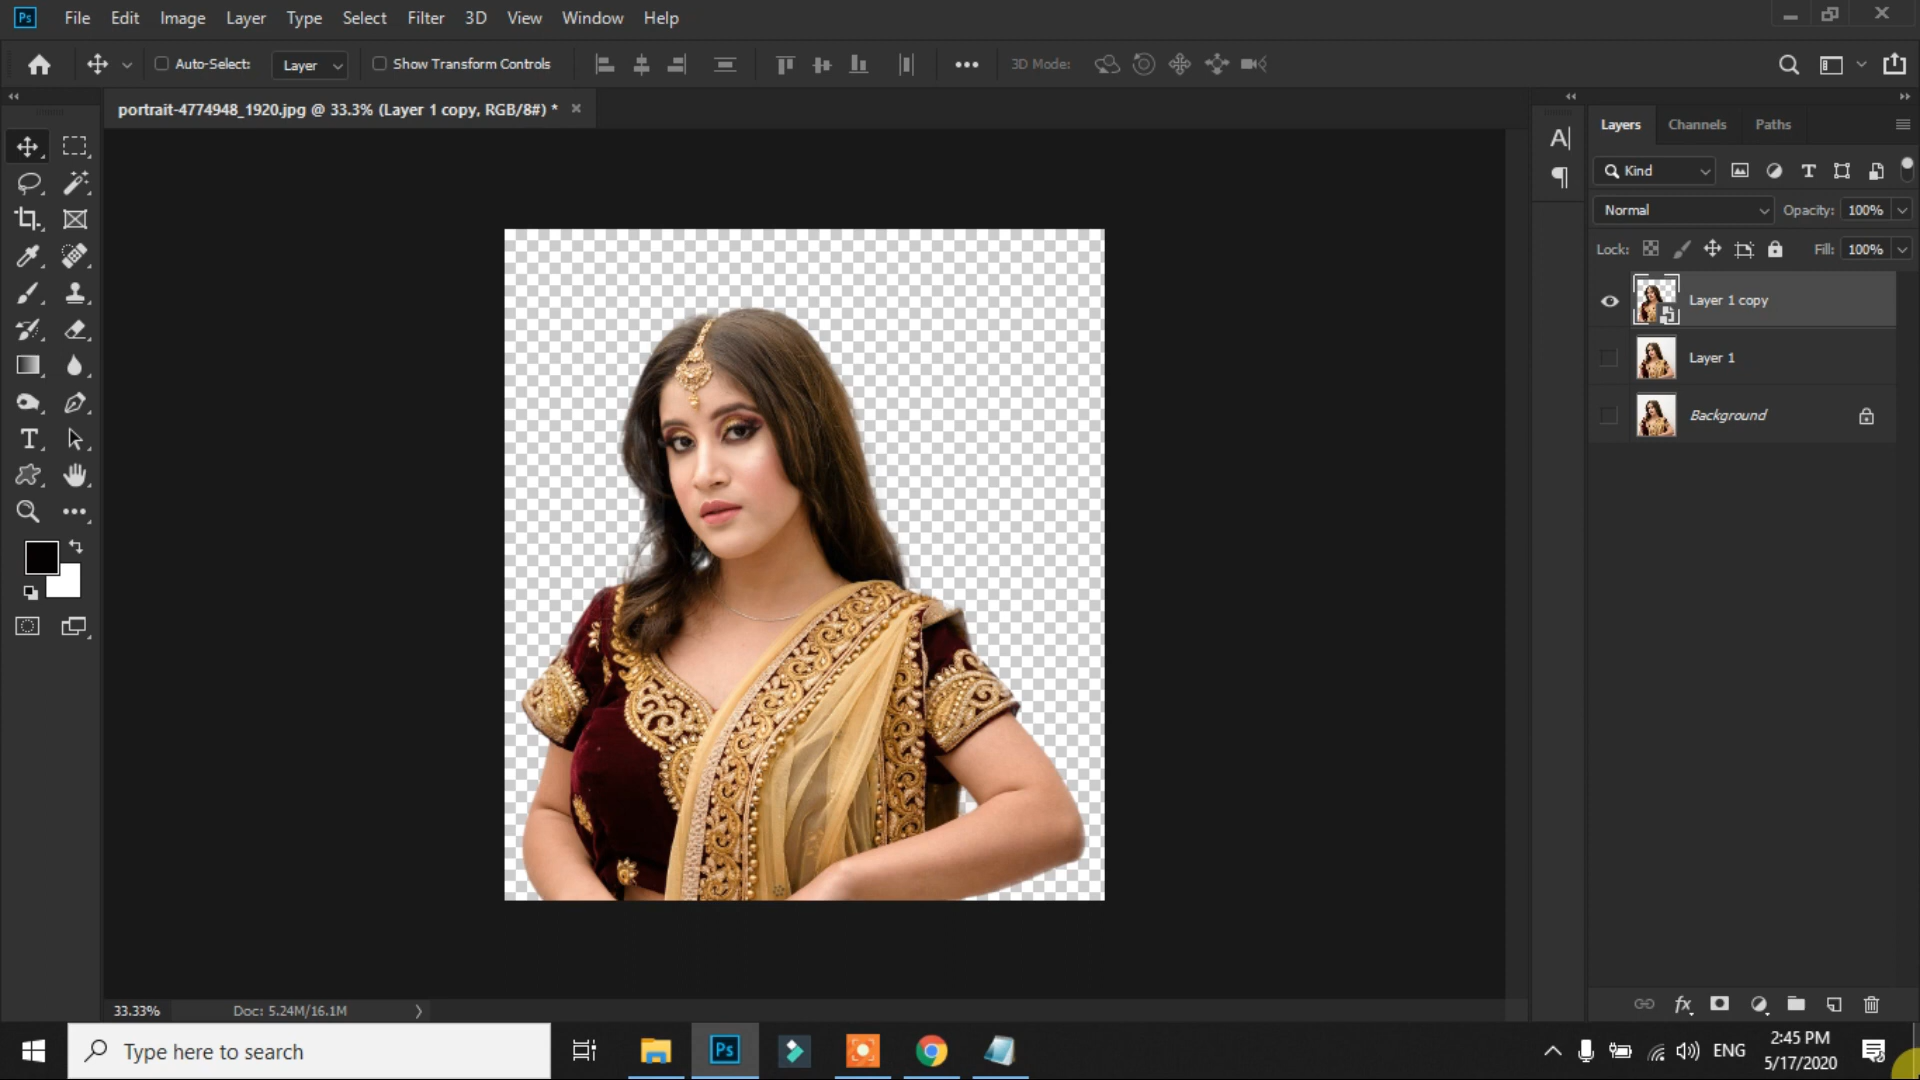 Ps File Edit Image Layer Type Select Filter 3D View Window Help
Auto-Select: Layer Show Transform Controls 3D Mode:
portrait-4774948_1920.jpg @ 33.3% (Layer 1 copy, RGB/8#) *
Layers Channels Paths
Kind
Normal Opacity: 100%
Lock: Fill: 100%
Layer 1 copy
Layer 1
Background
33.33% Doc: 5.24M/16.1M
Type here to search
Ps
ENG
2:45 PM
5/17/2020